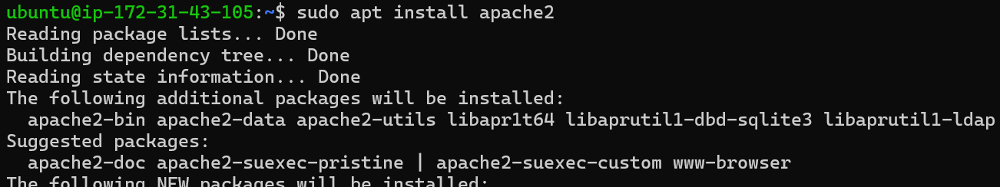 ubuntu@ip-172-31-43-105:~$ sudo apt install apache2
Reading package lists... Done
Building dependency tree... Done
Reading state information... Done
The following additional packages will be installed:
  apache2-bin apache2-data apache2-utils libapr1t64 libaprutil1-dbd-sqlite3 libaprutil1-ldap
Suggested packages:
  apache2-doc apache2-suexec-pristine | apache2-suexec-custom www-browser
The following NEW packages will be installed: